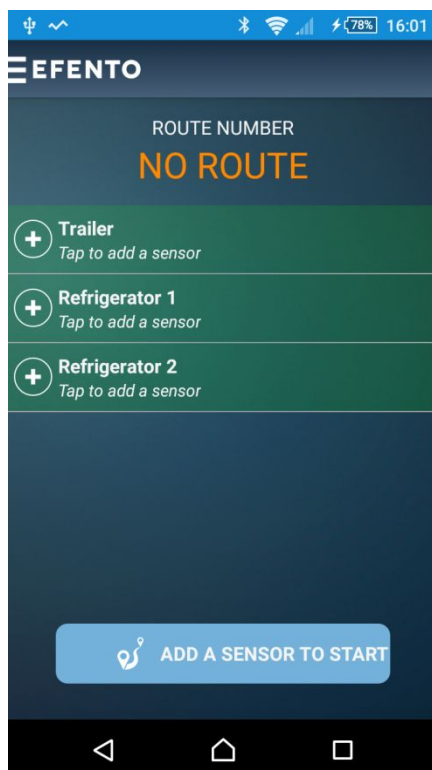 78% 16:01
EFENTO
ROUTE NUMBER
NO ROUTE
Trailer
Tap to add a sensor
Refrigerator 1
Tap to add a sensor
Refrigerator 2
Tap to add a sensor
ADD A SENSOR TO START